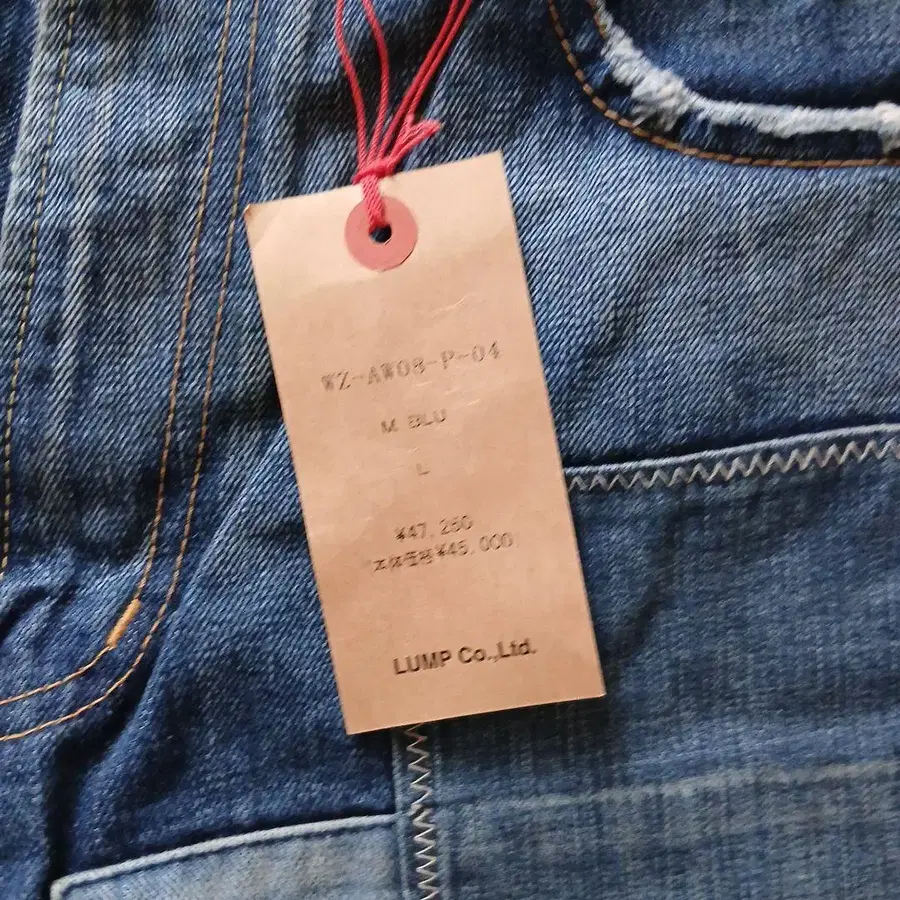 WZ-AW08-P-04
M BLU
L
¥47,250
本体価格¥45,000
LUMP Co.,Ltd.